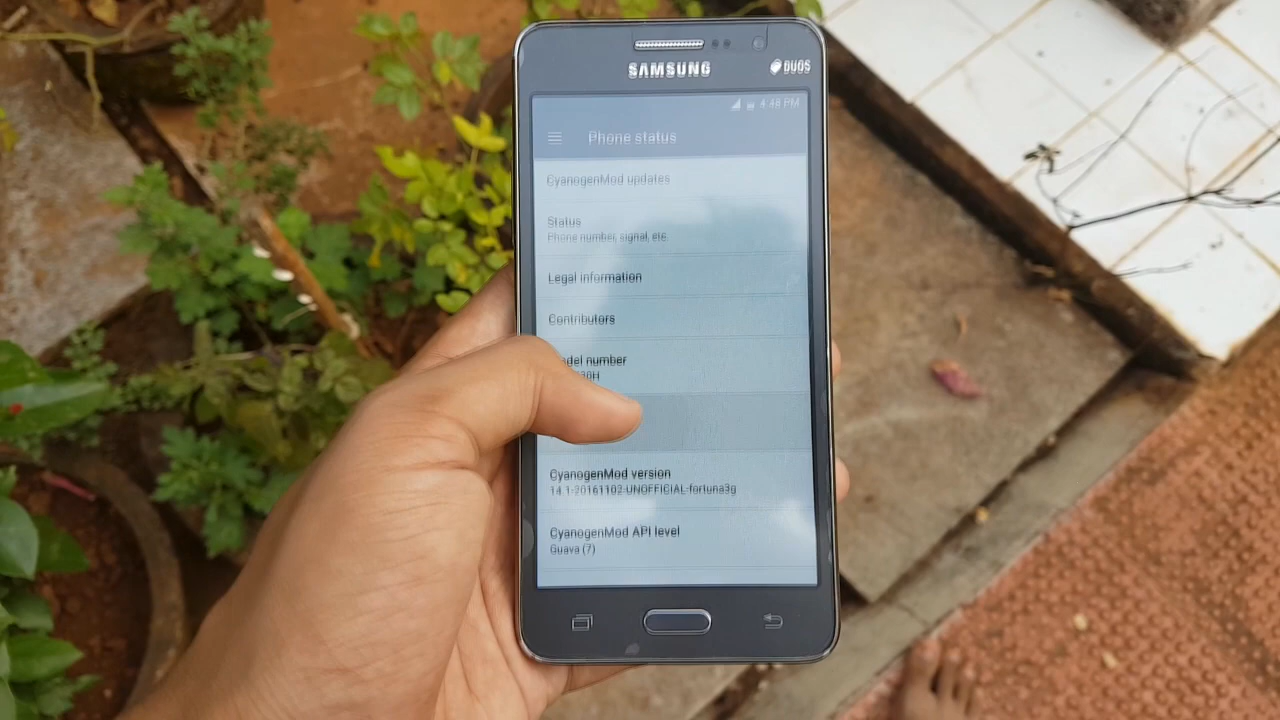 SAMSUNG
DUOS
4:48 PM
Phone status
CyanogenMod updates
Status
Phone number, signal, etc.
Legal information
Contributors
number
CyanogenMod version
14.1-20161102-UNOFFICIAL-fortuna3g
CyanogenMod API level
Guava (7)